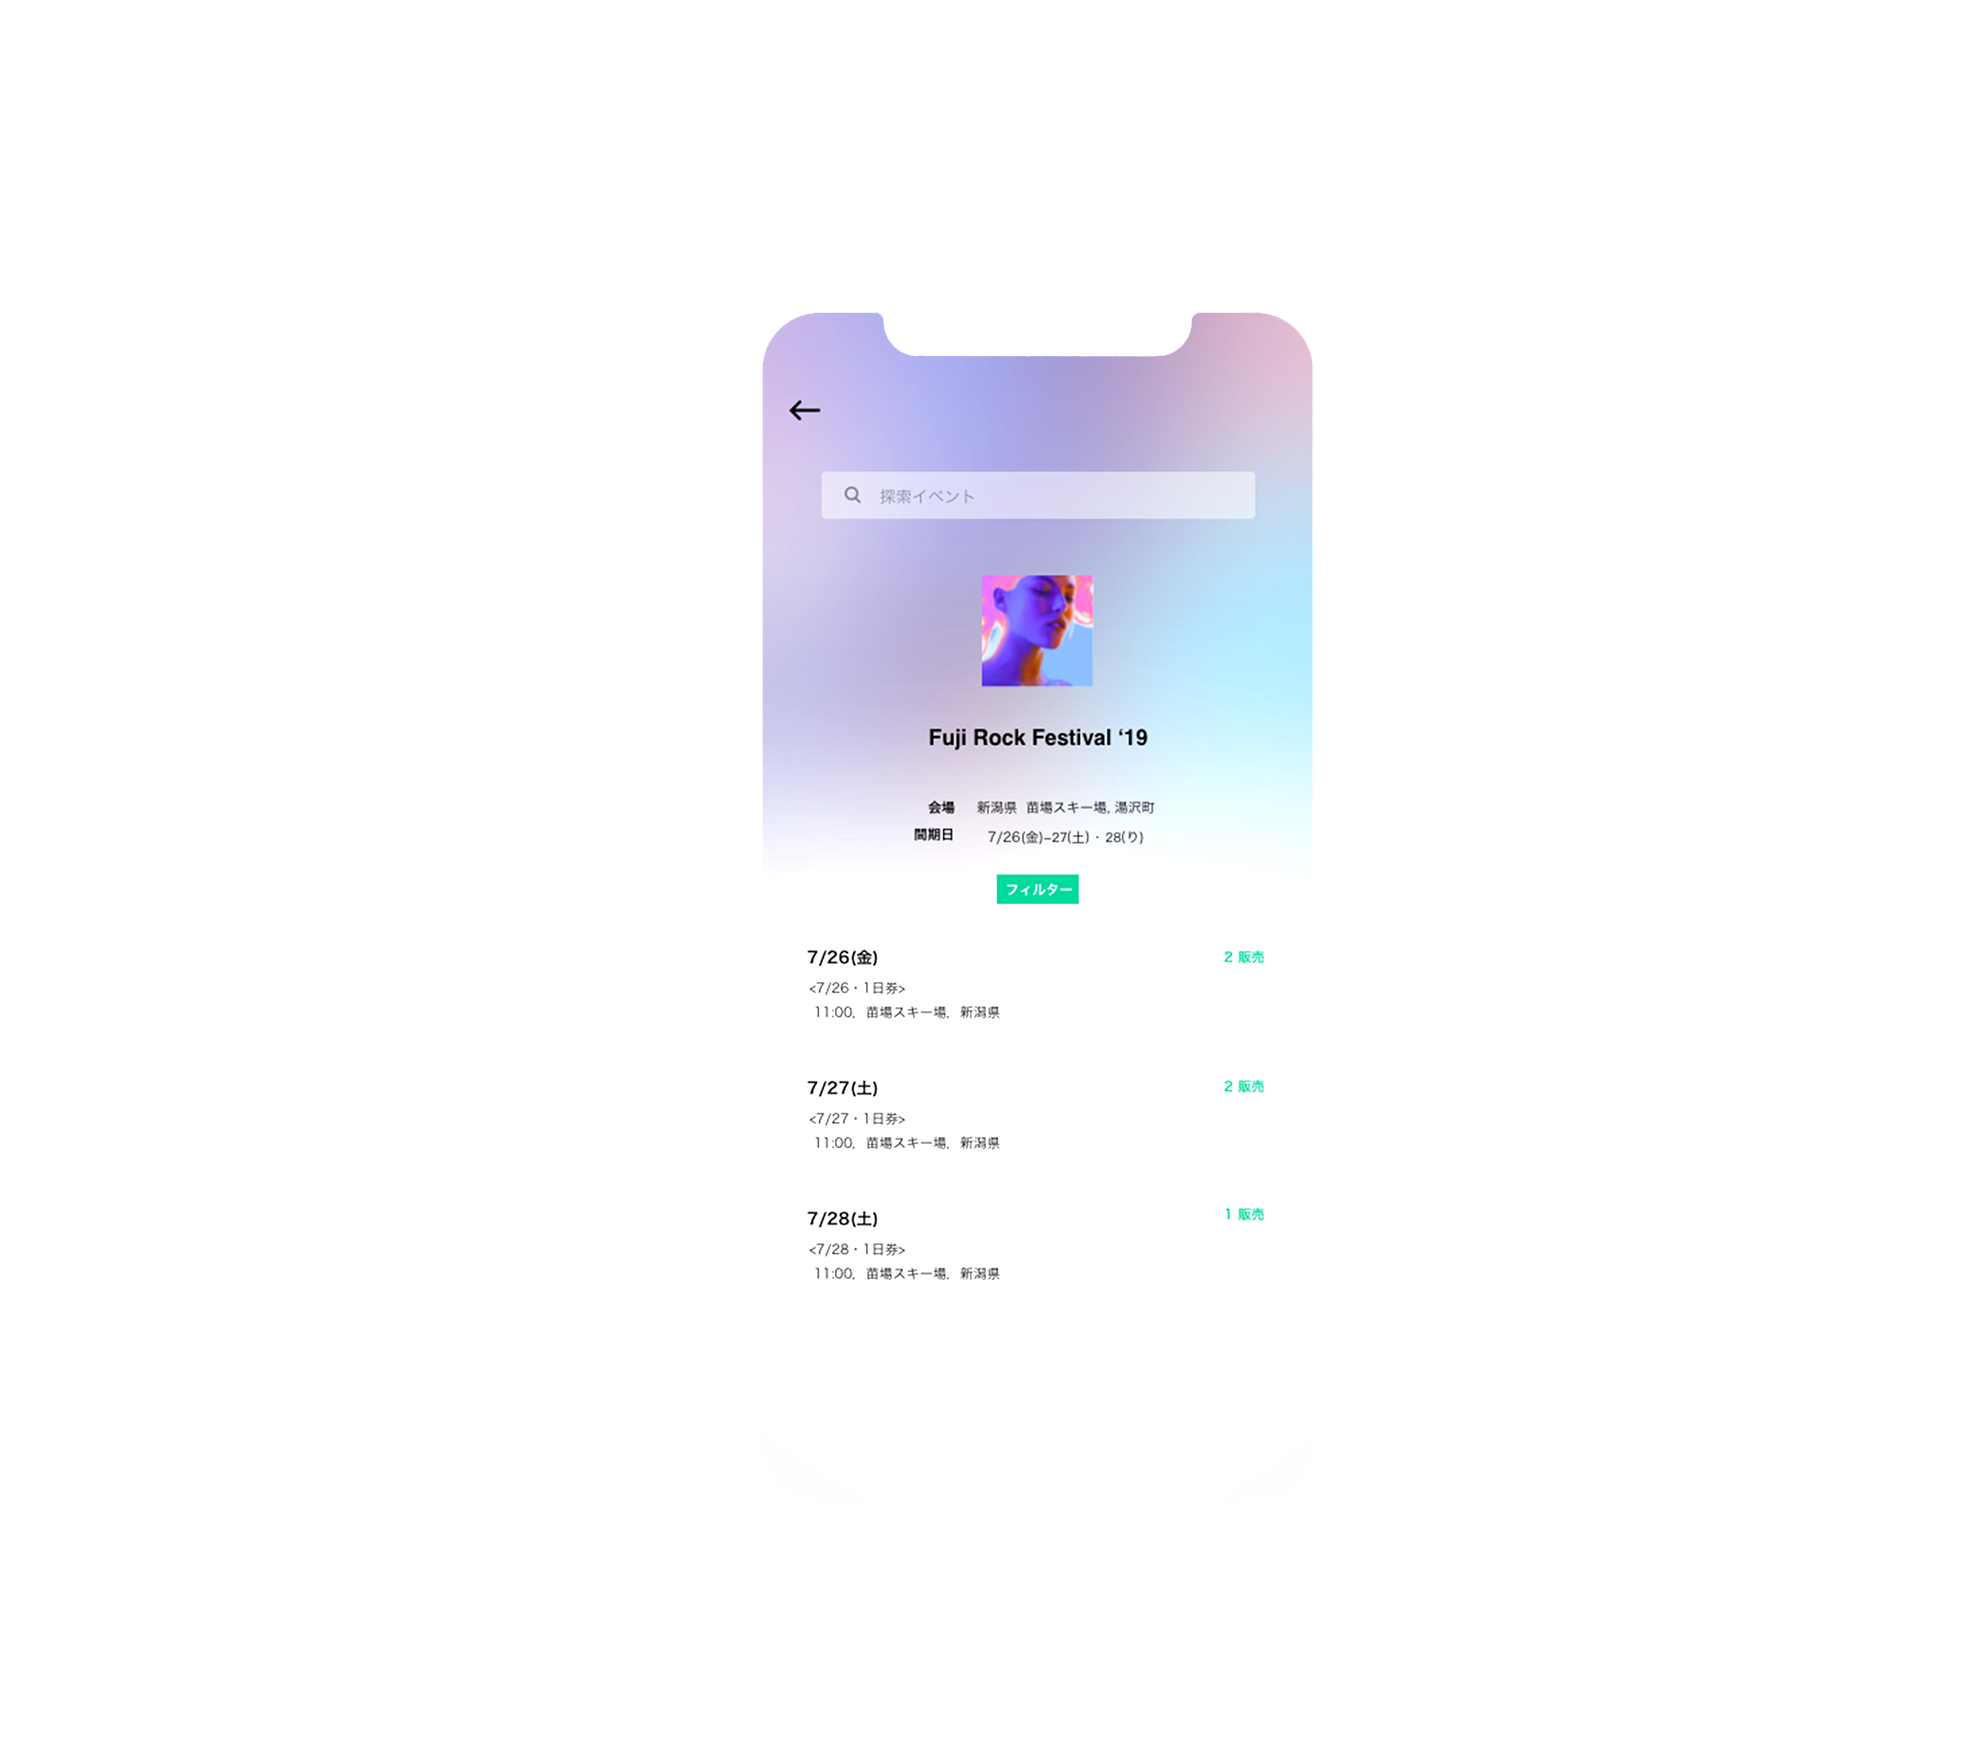 探索イベント
Fuji Rock Festival ‘19
会場 新潟県 苗場スキー場, 湯沢町
間期日 7/26(金)–27(土)・28(り)
フィルター
7/26(金) 2 販売
<7/26・1日券>
11:00, 苗場スキー場, 新潟県
7/27(土) 2 販売
<7/27・1日券>
11:00, 苗場スキー場, 新潟県
7/28(土) 1 販売
<7/28・1日券>
11:00, 苗場スキー場, 新潟県